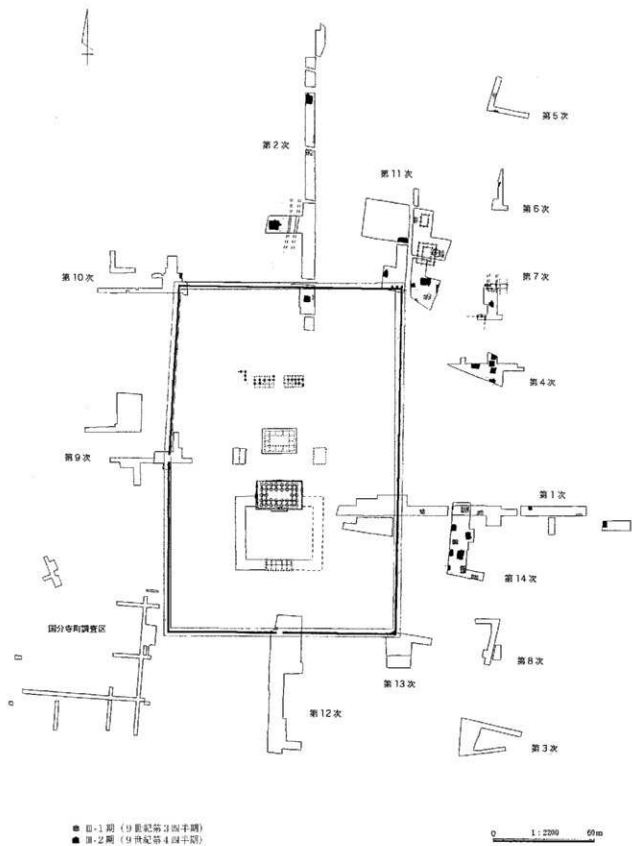 第5次
第2次
第11次
第6次
第10次
第7次
第4次
第9次
第1次
第14次
国分寺町調査区
第8次
第13次
第12次
第3次
Ⅲ-1期 (9世紀第3四半期)
Ⅲ-2期 (9世紀第4四半期)
0 1:2200 60m